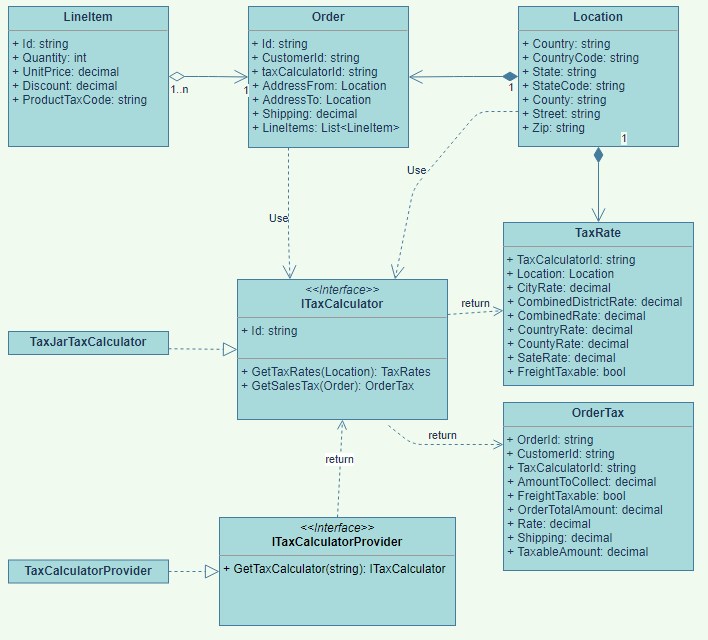 LineItem
+ Id: string
+ Quantity: int
+ UnitPrice: decimal
+ Discount: decimal
+ ProductTaxCode: string
1..n
1
Order
+ Id: string
+ CustomerId: string
+ taxCalculatorId: string
+ AddressFrom: Location
+ AddressTo: Location
+ Shipping: decimal
+ LineItems: List<LineItem>
1
Location
+ Country: string
+ CountryCode: string
+ State: string
+ StateCode: string
+ County: string
+ Street: string
+ Zip: string
1
Use
Use
TaxRate
+ TaxCalculatorId: string
+ Location: Location
+ CityRate: decimal
+ CombinedDistrictRate: decimal
+ CombinedRate: decimal
+ CountryRate: decimal
+ CountyRate: decimal
+ SateRate: decimal
+ FreightTaxable: bool
<<Interface>>
ITaxCalculator
+ Id: string
+ GetTaxRates(Location): TaxRates
+ GetSalesTax(Order): OrderTax
return
TaxJarTaxCalculator
return
return
OrderTax
+ OrderId: string
+ CustomerId: string
+ TaxCalculatorId: string
+ AmountToCollect: decimal
+ FreightTaxable: bool
+ OrderTotalAmount: decimal
+ Rate: decimal
+ Shipping: decimal
+ TaxableAmount: decimal
<<Interface>>
ITaxCalculatorProvider
+ GetTaxCalculator(string): ITaxCalculator
TaxCalculatorProvider